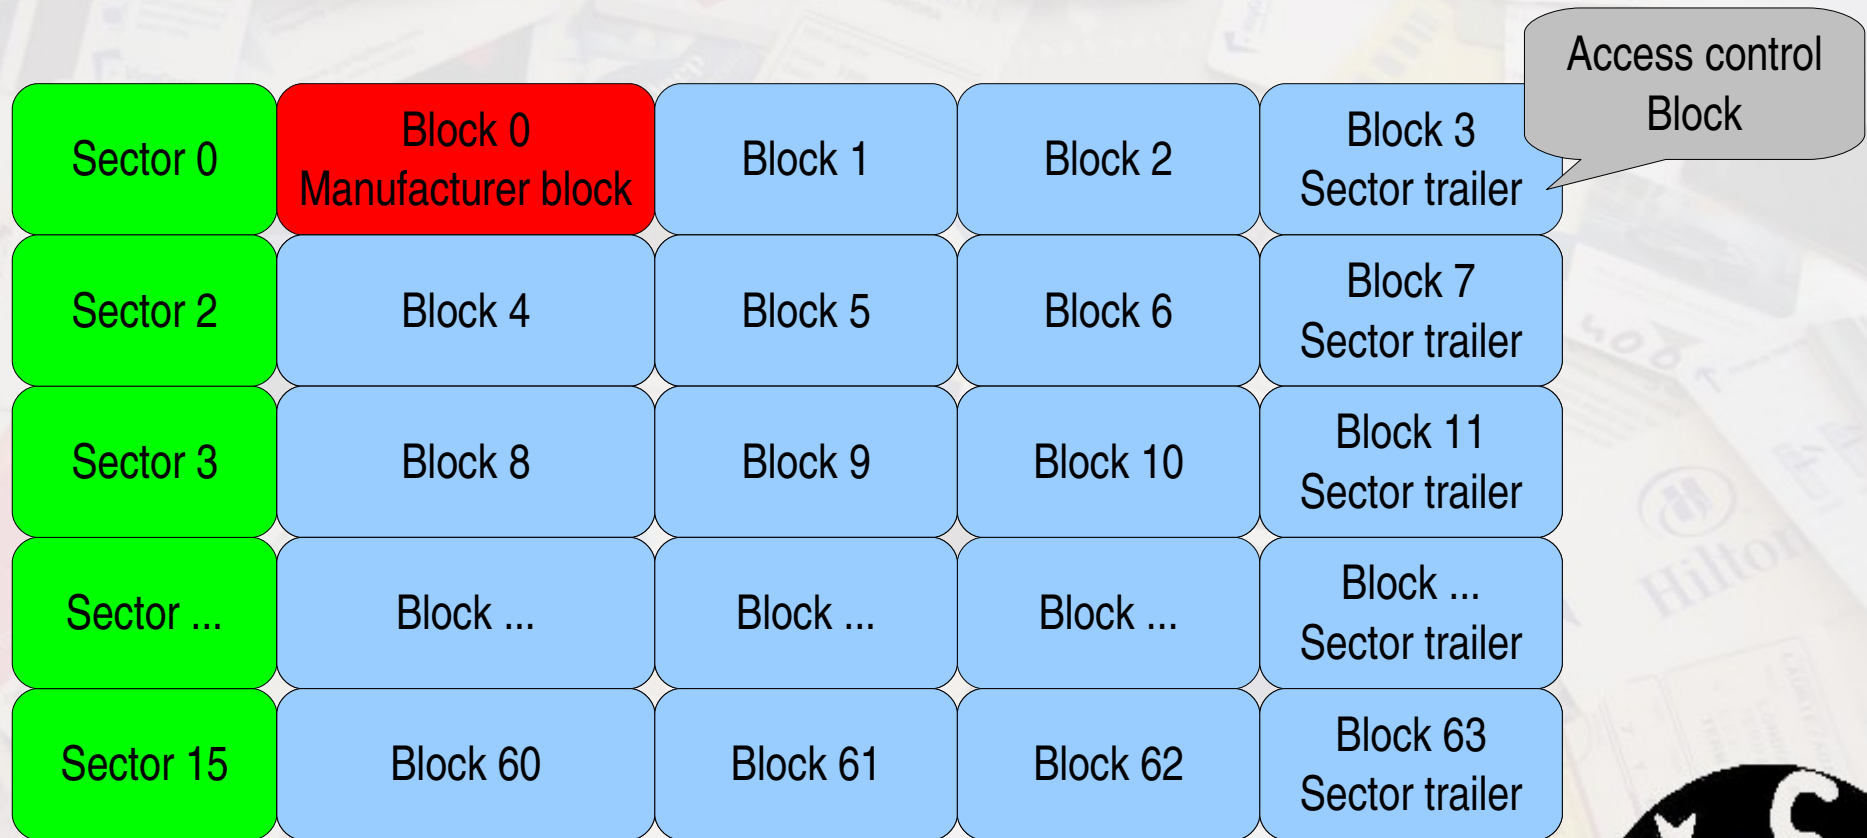 Access control
Block
Sector 0
Block 0
Manufacturer block
Block 1
Block 2
Block 3
Sector trailer
Sector 2
Block 4
Block 5
Block 6
Block 7
Sector trailer
Sector 3
Block 8
Block 9
Block 10
Block 11
Sector trailer
Sector ...
Block ...
Block ...
Block ...
Block ...
Sector trailer
Sector 15
Block 60
Block 61
Block 62
Block 63
Sector trailer
Hilton